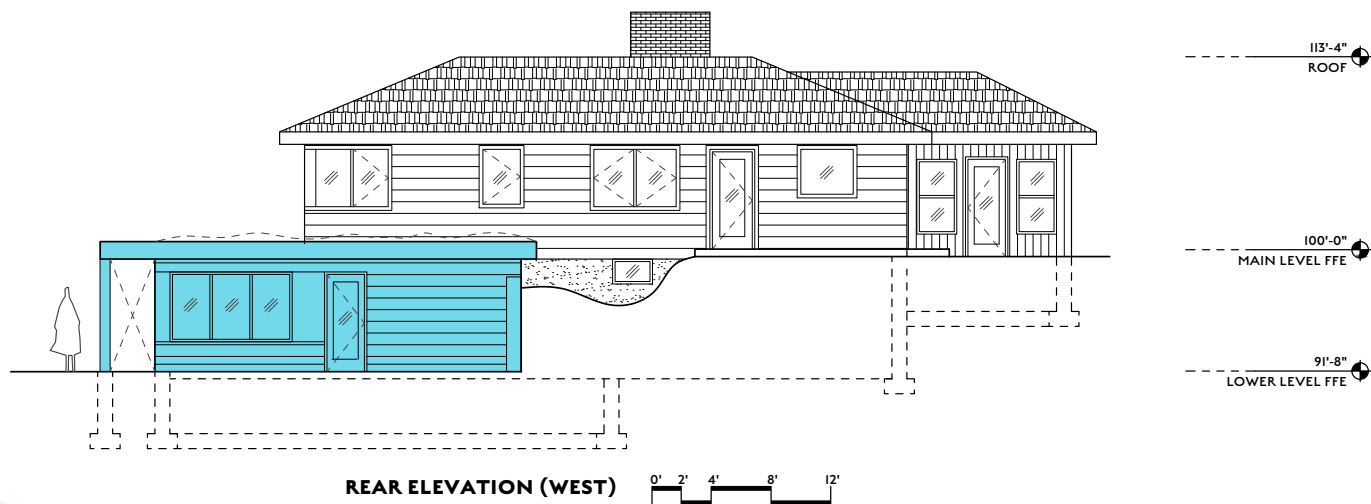 113'-4"
ROOF
100'-0"
MAIN LEVEL FFE
91'-8"
LOWER LEVEL FFE
REAR ELEVATION (WEST)
0' 2' 4' 8' 12'